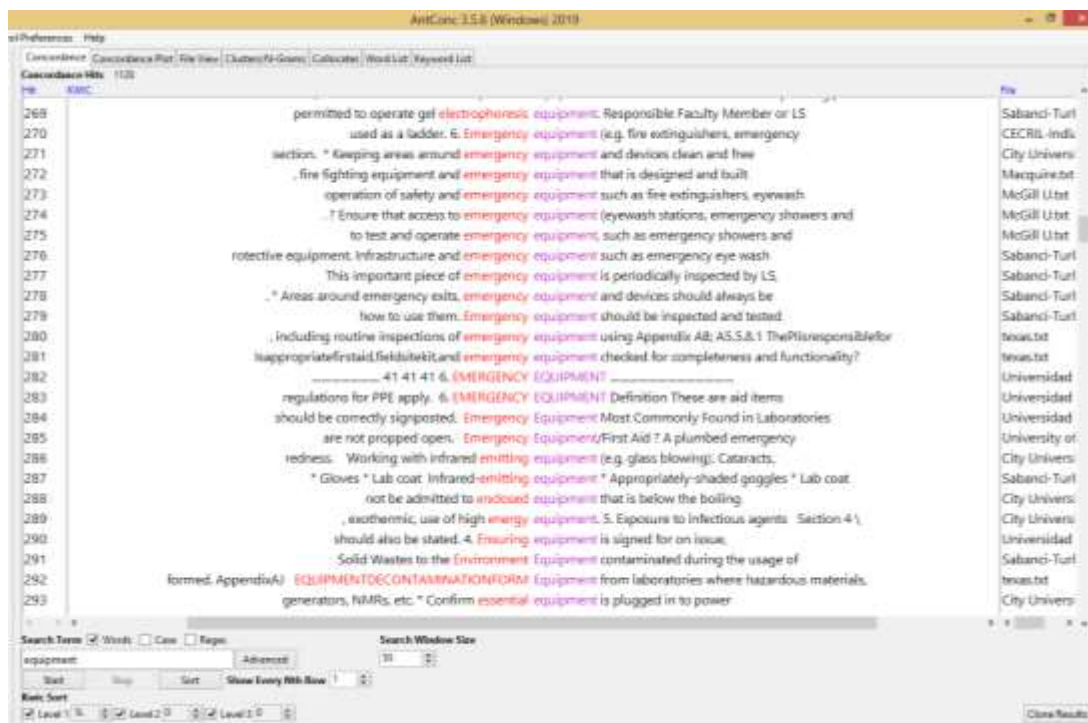 AntConc 3.5.8 (Windows) 2019
Preferences Help
Concordance Concordance Plot File View Clusters/N-Grams Collocates Word List Keyword List
Concordance Hits 1128
Hit KWIC File
269 permitted to operate gel electrophoresis equipment. Responsible Faculty Member or LS Sabanci-Turl
270 used as a ladder. 6. Emergency equipment (e.g. fire extinguishers, emergency CECRIL-India
271 section. * Keeping areas around emergency equipment and devices clean and free City Universi
272 , fire fighting equipment and emergency equipment that is designed and built Macquire.txt
273 operation of safety and emergency equipment such as fire extinguishers, eyewash McGill U.txt
274 .? Ensure that access to emergency equipment (eyewash stations, emergency showers and McGill U.txt
275 to test and operate emergency equipment, such as emergency showers and McGill U.txt
276 rotective equipment. Infrastructure and emergency equipment such as emergency eye wash Sabanci-Turl
277 This important piece of emergency equipment is periodically inspected by LS, Sabanci-Turl
278 . * Areas around emergency exits, emergency equipment and devices should always be Sabanci-Turl
279 how to use them. Emergency equipment should be inspected and tested Sabanci-Turl
280 , including routine inspections of emergency equipment using Appendix A8; A5.5.8.1 ThePIisresponsiblefor texas.txt
281 Isappropriatefirstaid,fieldsitekit,and emergency equipment checked for completeness and functionality? texas.txt
282 41 41 41 6. EMERGENCY EQUIPMENT Universidad
283 regulations for PPE apply. 6. EMERGENCY EQUIPMENT Definition These are aid items Universidad
284 should be correctly signposted. Emergency Equipment Most Commonly Found in Laboratories Universidad
285 are not propped open. Emergency Equipment/First Aid ? A plumbed emergency University of
286 redness. Working with infrared emitting equipment (e.g. glass blowing). Cataracts, City Universi
287 * Gloves * Lab coat Infrared-emitting equipment * Appropriately-shaded goggles * Lab coat Sabanci-Turl
288 not be admitted to enclosed equipment that is below the boiling City Universi
289 , exothermic, use of high energy equipment. 5. Exposure to infectious agents Section 4 \ City Universi
290 should also be stated. 4. Ensuring equipment is signed for on issue, City Universi
291 Solid Wastes to the Environment Equipment contaminated during the usage of Sabanci-Turl
292 formed. AppendixA) EQUIPMENTDECONTAMINATIONFORM Equipment from laboratories where hazardous materials, texas.txt
293 generators, NMRs, etc. * Confirm essential equipment is plugged in to power City Universi
Search Term Words Case Regex Search Window Size
equipment Advanced
Start Stop Sort Show Every Nth Row 1
Kwic Sort
Level 1 Level 2 0 Level 3 0 Clone Results